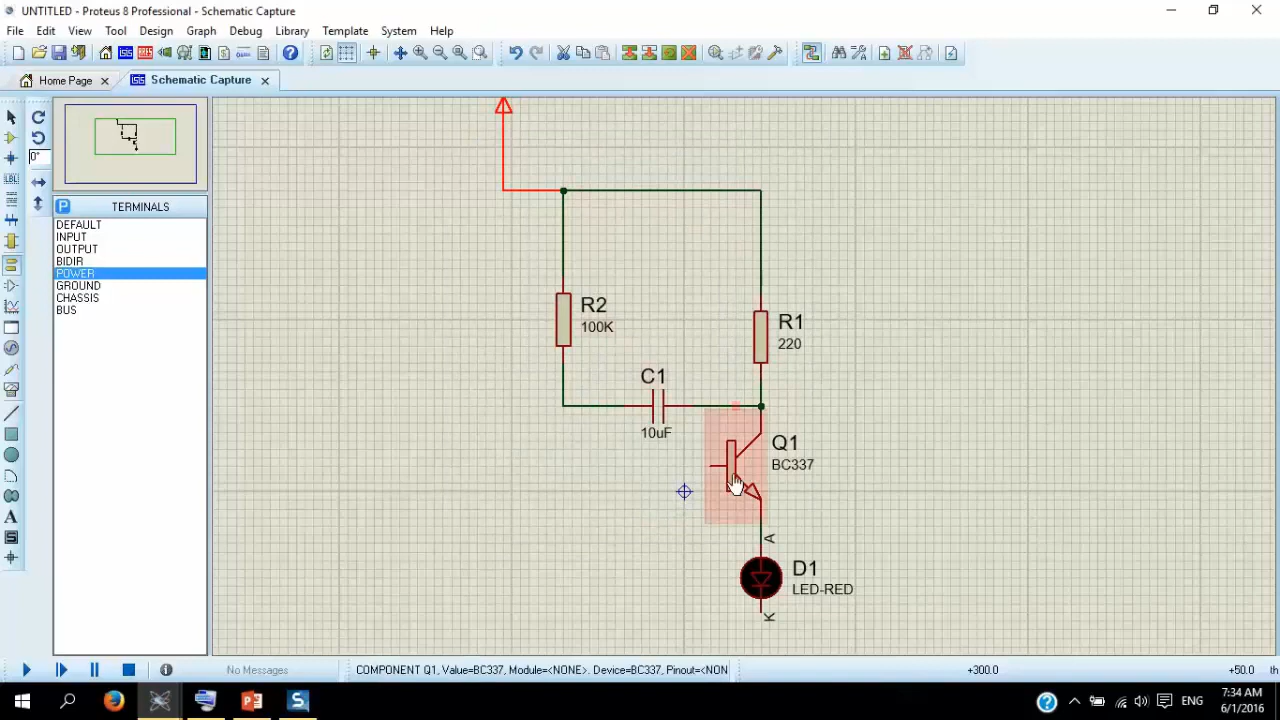 UNTITLED - Proteus 8 Professional - Schematic Capture
File Edit View Tool Design Graph Debug Library Template System Help
Home Page
Schematic Capture
0°
LBL
P TERMINALS
DEFAULT
INPUT
OUTPUT
BIDIR
POWER
GROUND
CHASSIS
BUS
A
S
R2
100K
R1
220
C1
10uF
Q1
BC337
A
D1
LED-RED
K
No Messages
COMPONENT Q1, Value=BC337, Module=<NONE>. Device=BC337, Pinout=<NON
+300.0
+50.0
th
ENG
7:34 AM
6/1/2016